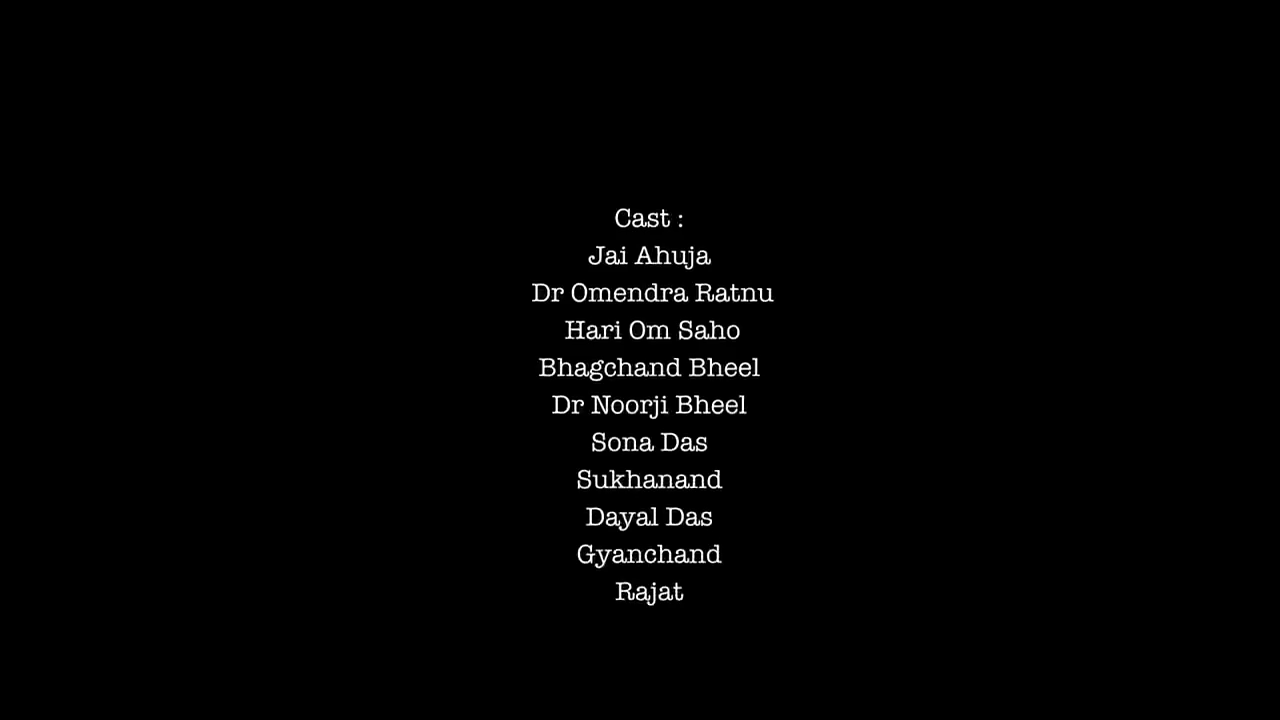 Cast :
Jai Ahuja
Dr Omendra Ratnu
Hari Om Saho
Bhagchand Bheel
Dr Noorji Bheel
Sona Das
Sukhanand
Dayal Das
Gyanchand
Rajat